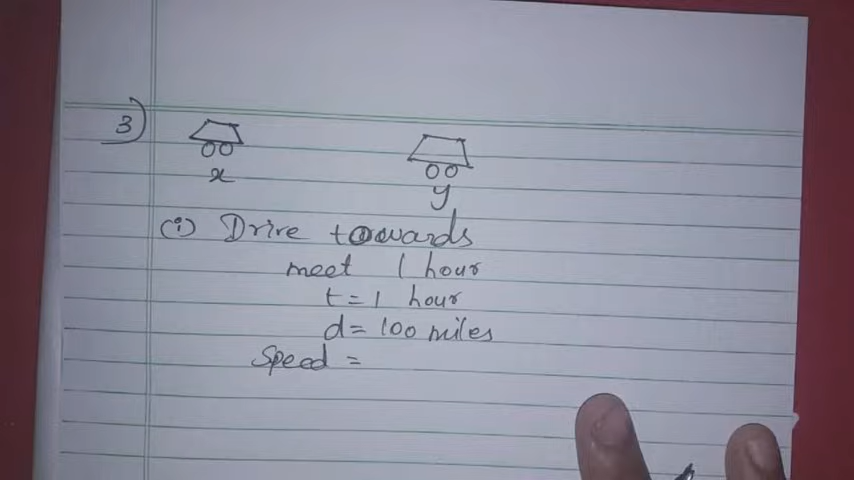 3)
x
y
(i) Drive towards
meet 1 hour
t = 1 hour
d = 100 miles
Speed =